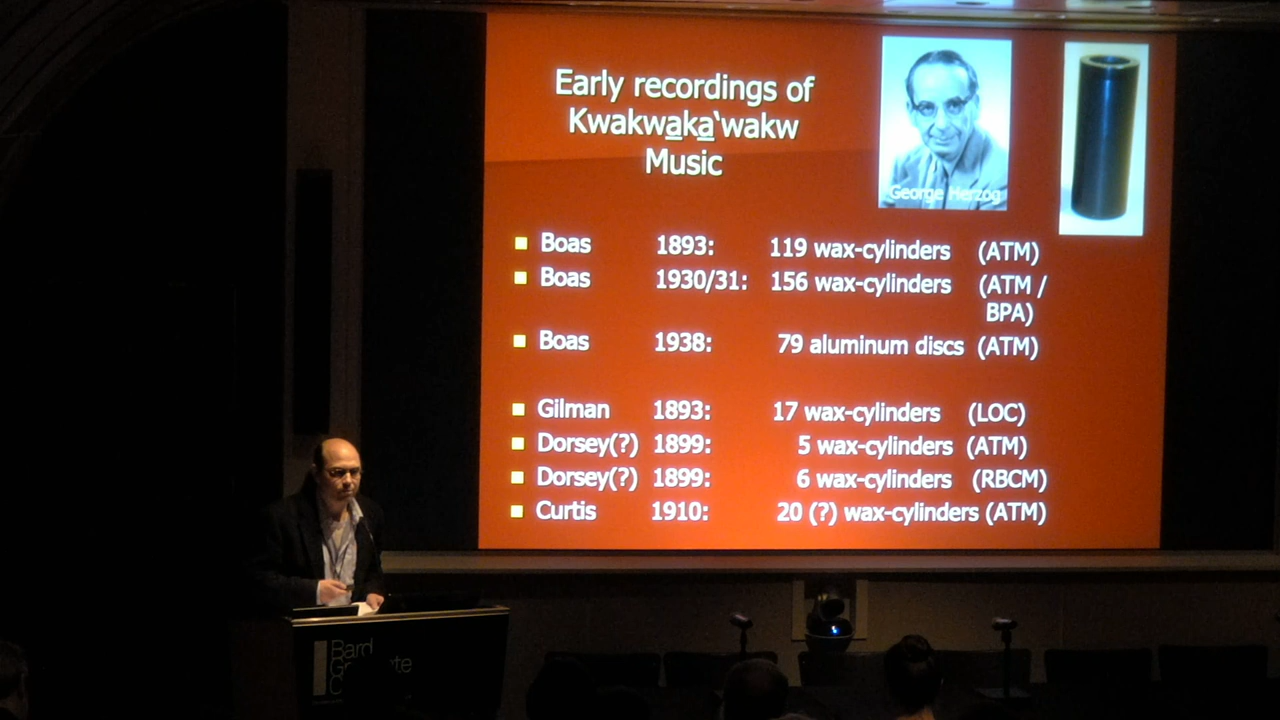 Early recordings of
Kwakwa̱ka̱‛wakw
Music
George Herzog
Boas 1893: 119 wax-cylinders (ATM)
Boas 1930/31: 156 wax-cylinders (ATM /
BPA)
Boas 1938: 79 aluminum discs (ATM)
Gilman 1893: 17 wax-cylinders (LOC)
Dorsey(?) 1899: 5 wax-cylinders (ATM)
Dorsey(?) 1899: 6 wax-cylinders (RBCM)
Curtis 1910: 20 (?) wax-cylinders (ATM)
Bard